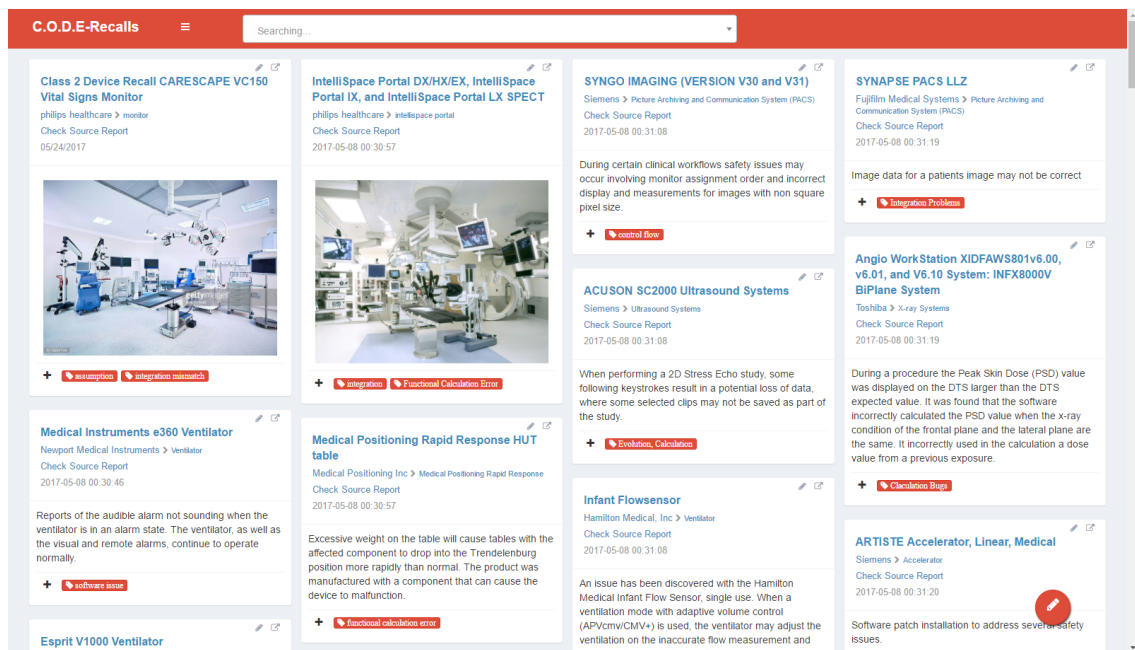 C.O.D.E-Recalls
Searching...
Class 2 Device Recall CARESCAPE VC150
Vital Signs Monitor
philips healthcare > monitor
Check Source Report
05/24/2017
gettyimages
assumption
integration mismatch
Medical Instruments e360 Ventilator
Newport Medical Instruments > Ventilator
Check Source Report
2017-05-08 00:30:46
Reports of the audible alarm not sounding when the
ventilator is in an alarm state. The ventilator, as well as
the visual and remote alarms, continue to operate
normally.
software issue
Esprit V1000 Ventilator
IntelliSpace Portal DX/HX/EX, IntelliSpace
Portal IX, and IntelliSpace Portal LX SPECT
philips healthcare > intellispace portal
Check Source Report
2017-05-08 00:30:57
integration
Functional Calculation Error
Medical Positioning Rapid Response HUT
table
Medical Positioning Inc > Medical Positioning Rapid Response
Check Source Report
2017-05-08 00:30:57
Excessive weight on the table will cause tables with the
affected component to drop into the Trendelenburg
position more rapidly than normal. The product was
manufactured with a component that can cause the
device to malfunction.
functional calculation error
SYNGO IMAGING (VERSION V30 and V31)
Siemens > Picture Archiving and Communication System (PACS)
Check Source Report
2017-05-08 00:31:08
During certain clinical workflows safety issues may
occur involving monitor assignment order and incorrect
display and measurements for images with non square
pixel size.
control flow
ACUSON SC2000 Ultrasound Systems
Siemens > Ultrasound Systems
Check Source Report
2017-05-08 00:31:08
When performing a 2D Stress Echo study, some
following keystrokes result in a potential loss of data,
where some selected clips may not be saved as part of
the study.
Evolution, Calculation
Infant Flowsensor
Hamilton Medical, Inc > Ventilator
Check Source Report
2017-05-08 00:31:08
An issue has been discovered with the Hamilton
Medical Infant Flow Sensor, single use. When a
ventilation mode with adaptive volume control
(APVcmv/CMV+) is used, the ventilator may adjust the
ventilation on the inaccurate flow measurement and
SYNAPSE PACS LLZ
Fujifilm Medical Systems > Picture Archiving and
Communication System (PACS)
Check Source Report
2017-05-08 00:31:19
Image data for a patients image may not be correct
Integration Problems
Angio WorkStation XIDFAWS801v6.00,
v6.01, and V6.10 System: INFX8000V
BiPlane System
Toshiba > X-ray Systems
Check Source Report
2017-05-08 00:31:19
During a procedure the Peak Skin Dose (PSD) value
was displayed on the DTS larger than the DTS
expected value. It was found that the software
incorrectly calculated the PSD value when the x-ray
condition of the frontal plane and the lateral plane are
the same. It incorrectly used in the calculation a dose
value from a previous exposure.
Claculation Bugs
ARTISTE Accelerator, Linear, Medical
Siemens > Accelerator
Check Source Report
2017-05-08 00:31:20
Software patch installation to address several safety
issues.